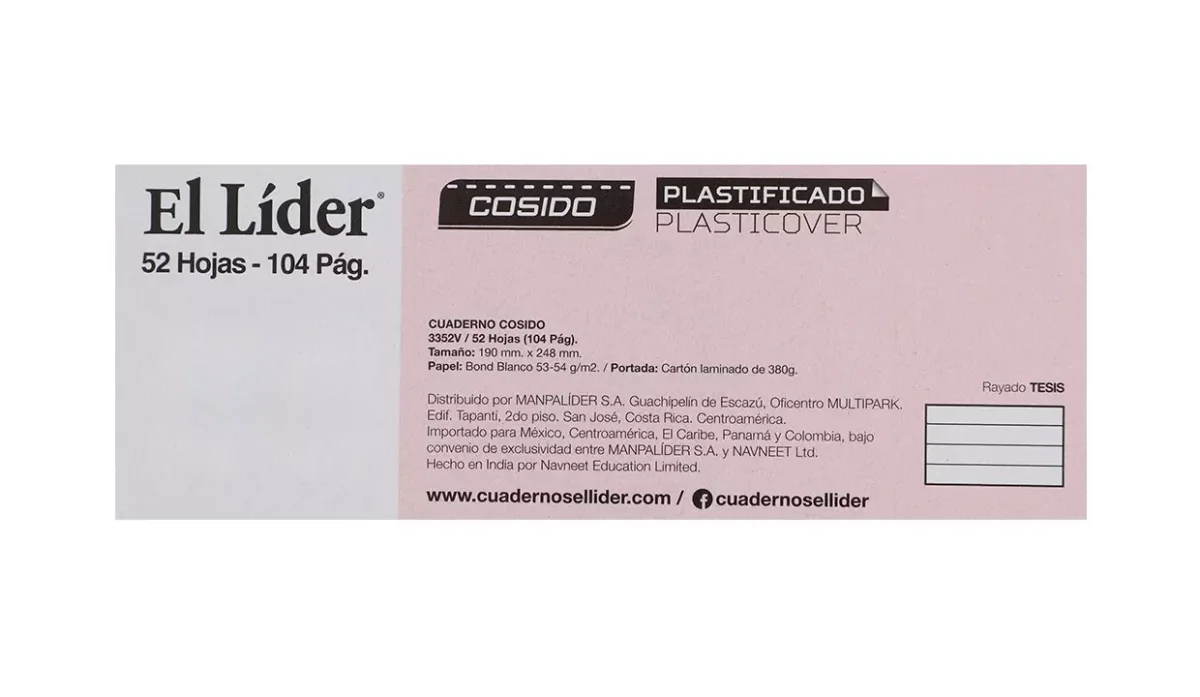 El Líder®
52 Hojas - 104 Pág.
COSIDO
PLASTIFICADO
PLASTICOVER
CUADERNO COSIDO
3352V / 52 Hojas (104 Pág).
Tamaño: 190 mm. x 248 mm.
Papel: Bond Blanco 53-54 g/m2. / Portada: Cartón laminado de 380g.
Distribuido por MANPALÍDER S.A. Guachipelín de Escazú, Oficentro MULTIPARK.
Edif. Tapantí, 2do piso. San José, Costa Rica. Centroamérica.
Importado para México, Centroamérica, El Caribe, Panamá y Colombia, bajo
convenio de exclusividad entre MANPALÍDER S.A. y NAVNEET Ltd.
Hecho en India por Navneet Education Limited.
www.cuadernosellider.com / cuadernosellider
Rayado TESIS